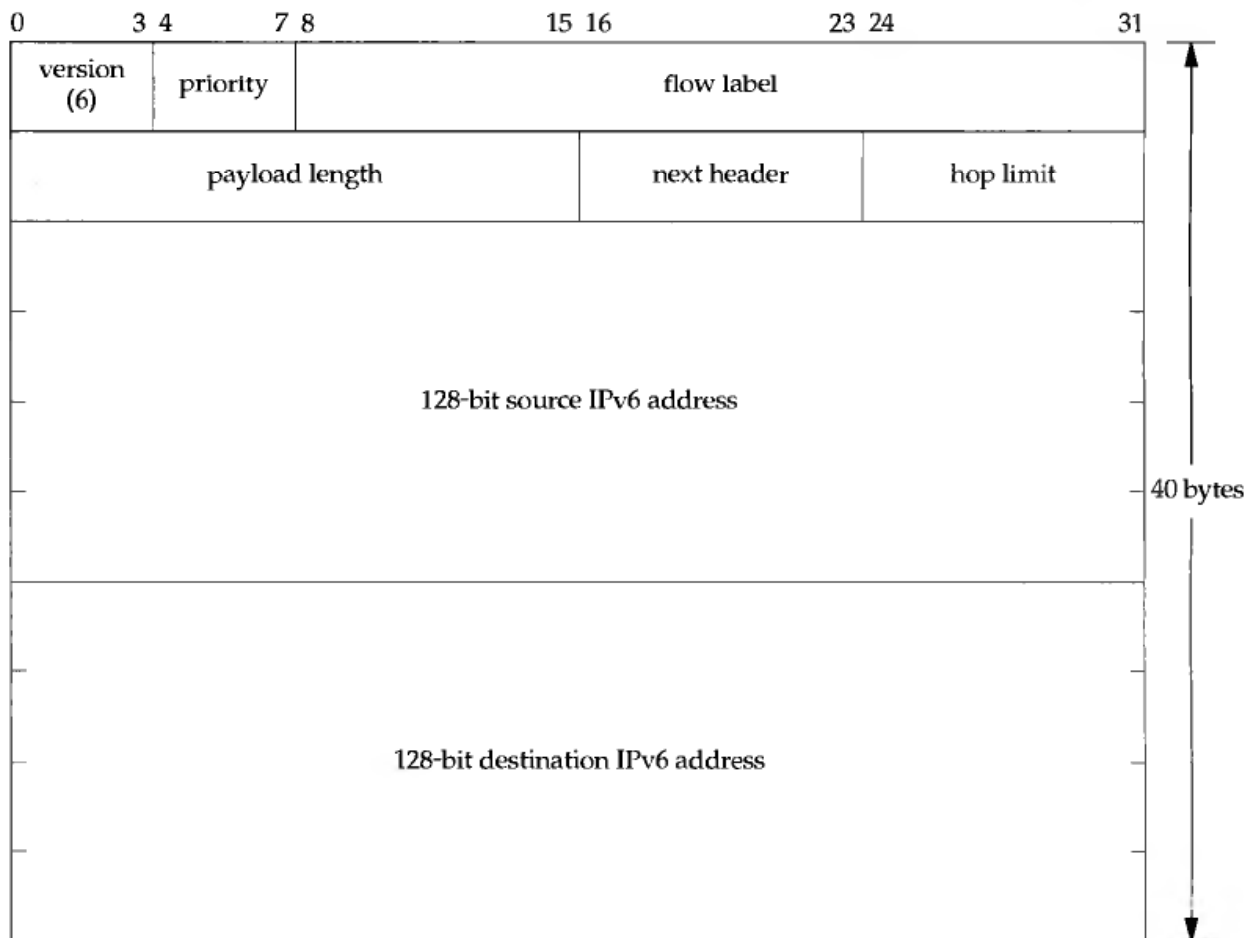 0 3 4 7 8 15 16 23 24 31
version
(6)
priority
flow label
payload length
next header
hop limit
128-bit source IPv6 address
40 bytes
128-bit destination IPv6 address